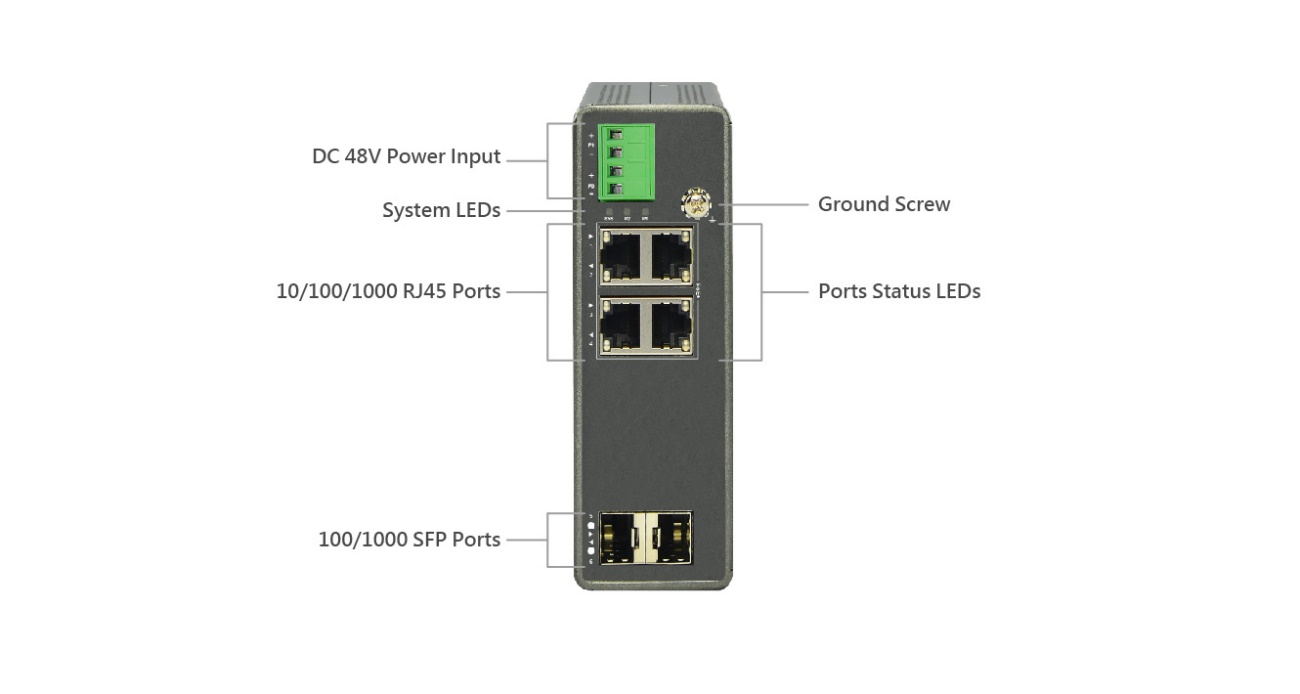 DC 48V Power Input
System LEDs
Ground Screw
10/100/1000 RJ45 Ports
Ports Status LEDs
100/1000 SFP Ports